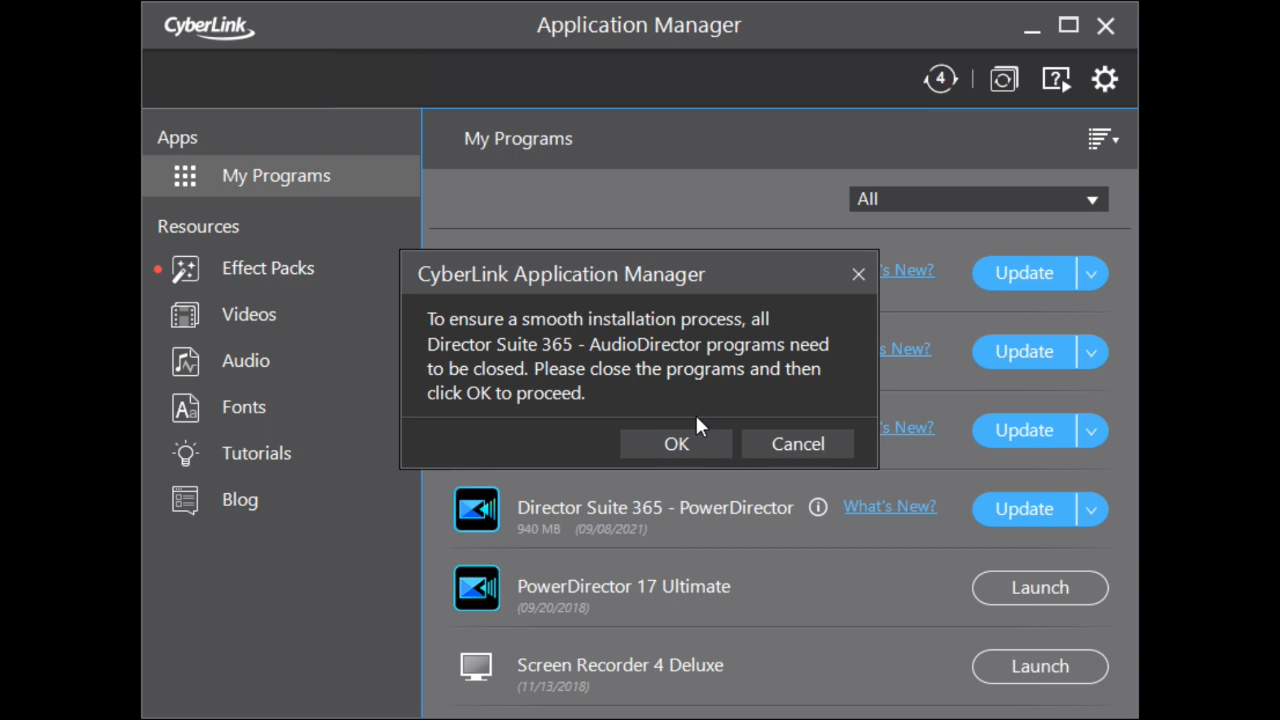 CyberLink
Application Manager
4
?
Apps
My Programs
My Programs
All
Resources
Effect Packs
Videos
Audio
Fonts
Tutorials
Blog
's New?
Update
s New?
Update
's New?
Update
CyberLink Application Manager
To ensure a smooth installation process, all
Director Suite 365 - AudioDirector programs need
to be closed. Please close the programs and then
click OK to proceed.
OK
Cancel
Director Suite 365 - PowerDirector
What's New?
Update
940 MB (09/08/2021)
PowerDirector 17 Ultimate
Launch
(09/20/2018)
Screen Recorder 4 Deluxe
Launch
(11/13/2018)